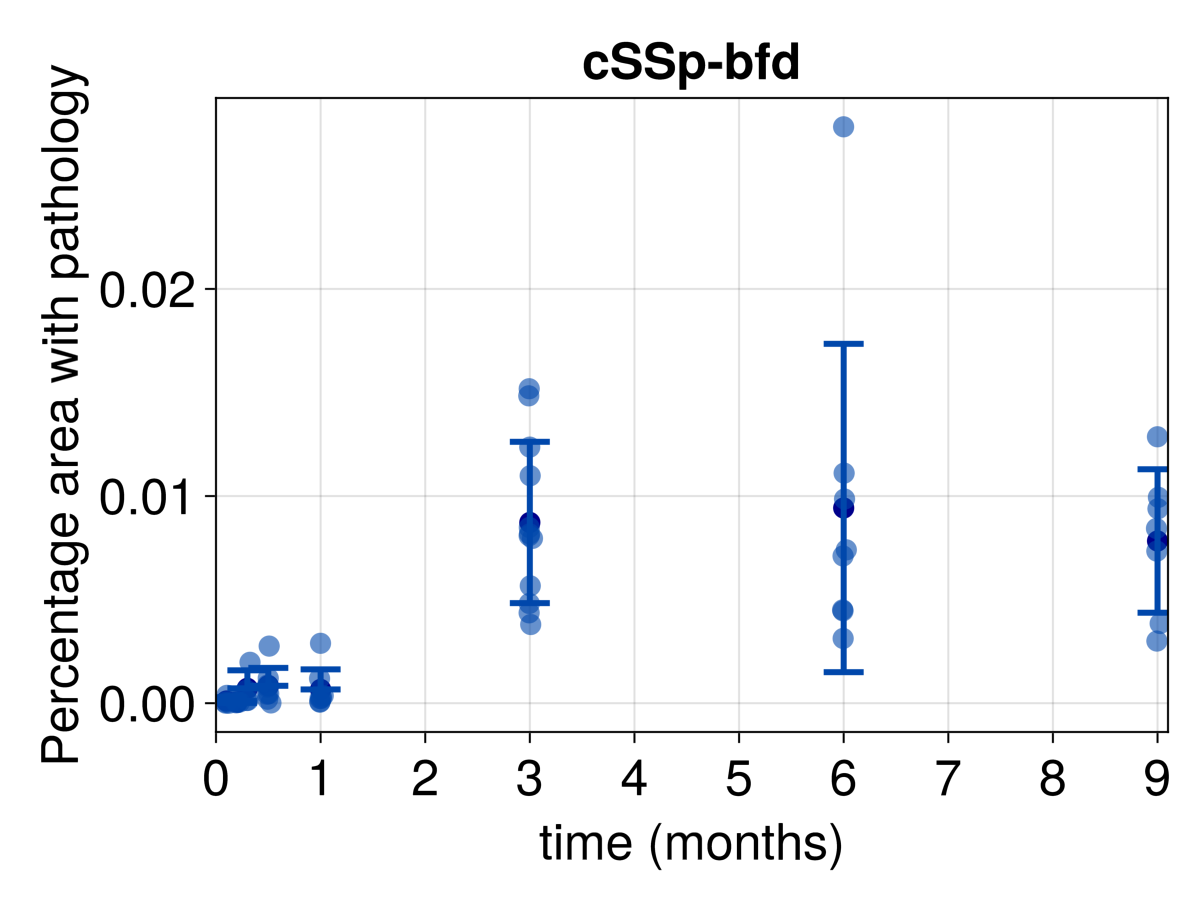 cSSp-bfd
Percentage area with pathology
0.02
0.01
0.00
0 1 2 3 4 5 6 7 8 9
time (months)